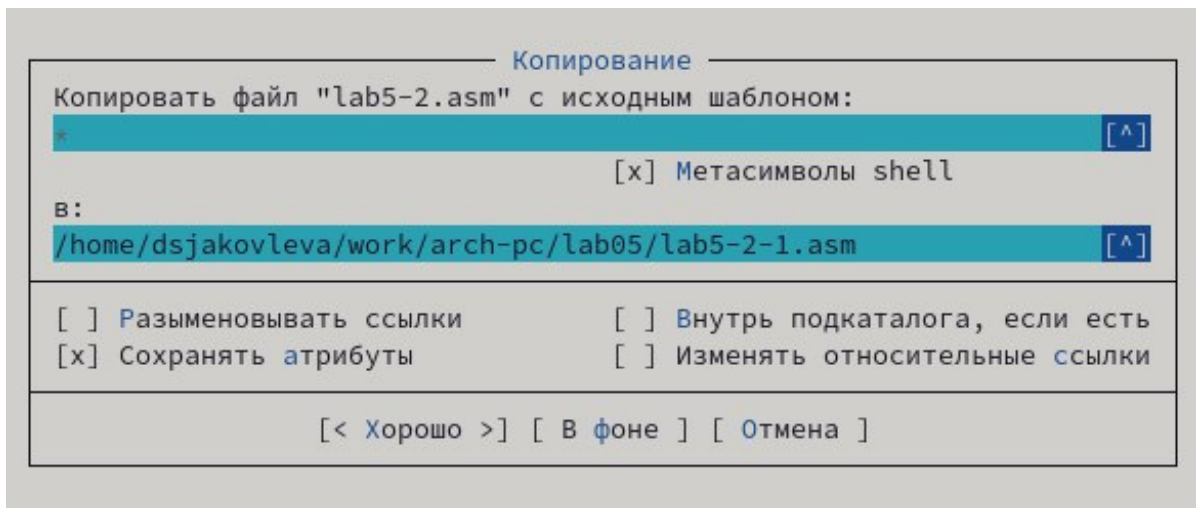 Копирование
Копировать файл "lab5-2.asm" с исходным шаблоном:
* [^]
[x] Метасимволы shell
в:
/home/dsjakovleva/work/arch-pc/lab05/lab5-2-1.asm [^]
[ ] Разыменовывать ссылки [ ] Внутрь подкаталога, если есть
[x] Сохранять атрибуты [ ] Изменять относительные ссылки
[< Хорошо >] [ В фоне ] [ Отмена ]